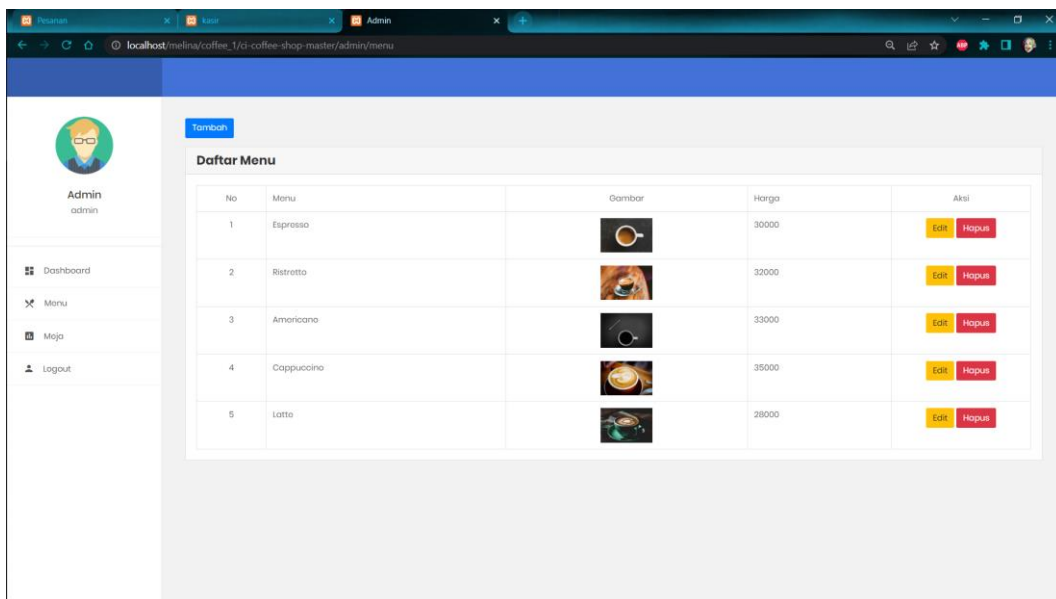 Pesanan kasir Admin
localhost/melina/coffee_1/ci-coffee-shop-master/admin/menu
ABP
Tambah
Daftar Menu
Admin
admin
No Menu Gambar Harga Aksi
1 Espresso 30000 Edit Hapus
2 Ristretto 32000 Edit Hapus
3 Americano 33000 Edit Hapus
4 Cappuccino 35000 Edit Hapus
5 Latte 28000 Edit Hapus
Dashboard
Menu
Meja
Logout